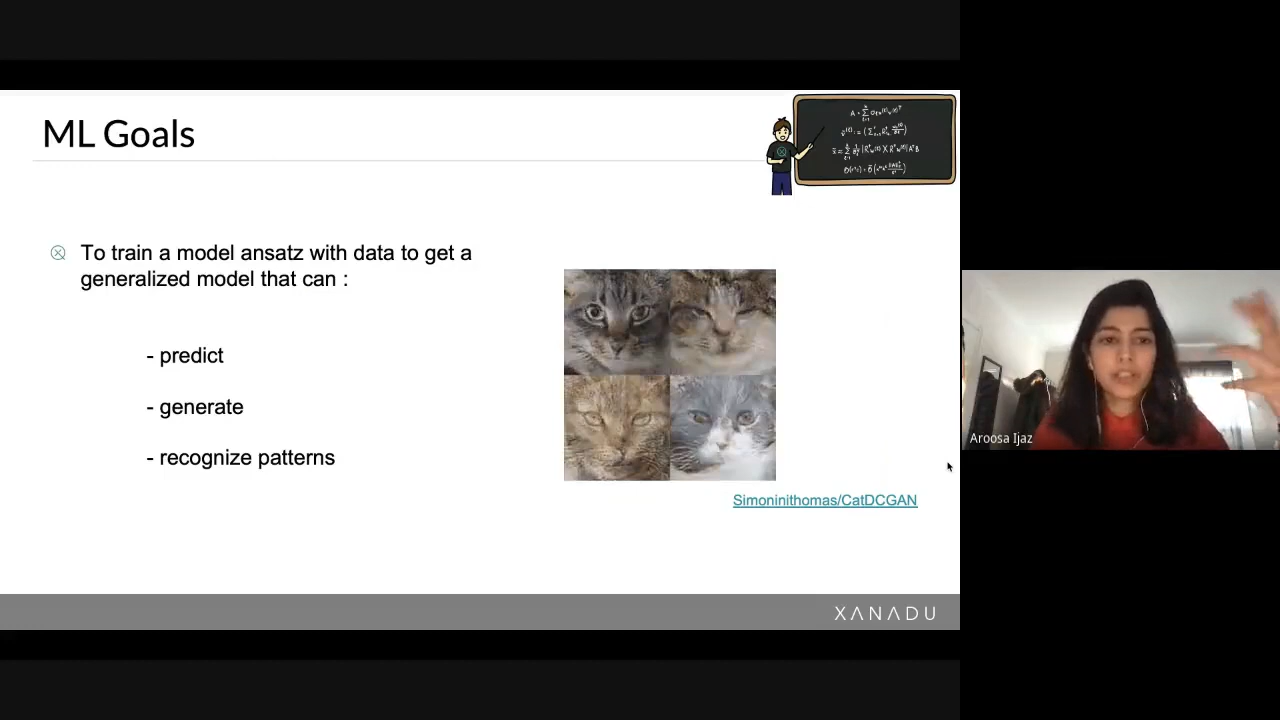 ML Goals
To train a model ansatz with data to get a
generalized model that can :
- predict
- generate
- recognize patterns
Simoninithomas/CatDCGAN
XANADU
Aroosa Ijaz